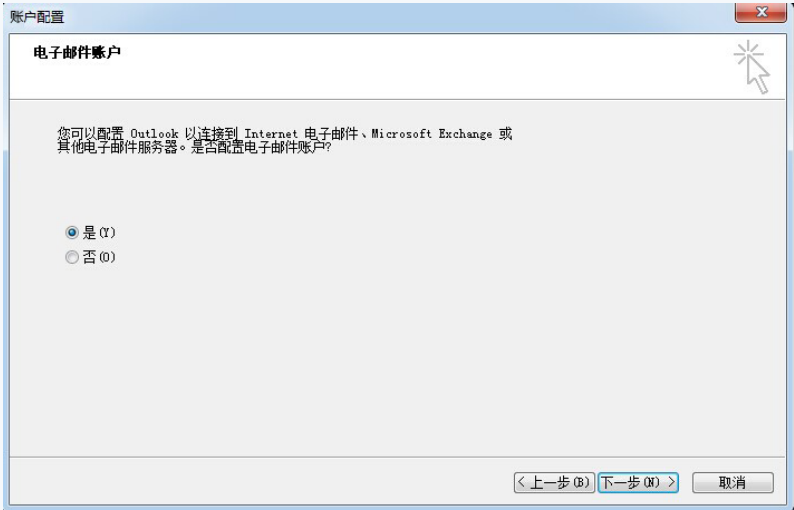 账户配置
电子邮件账户
您可以配置 Outlook 以连接到 Internet 电子邮件、Microsoft Exchange 或
其他电子邮件服务器。是否配置电子邮件账户?
是(Y)
否(O)
< 上一步(B) 下一步(N) > 取消